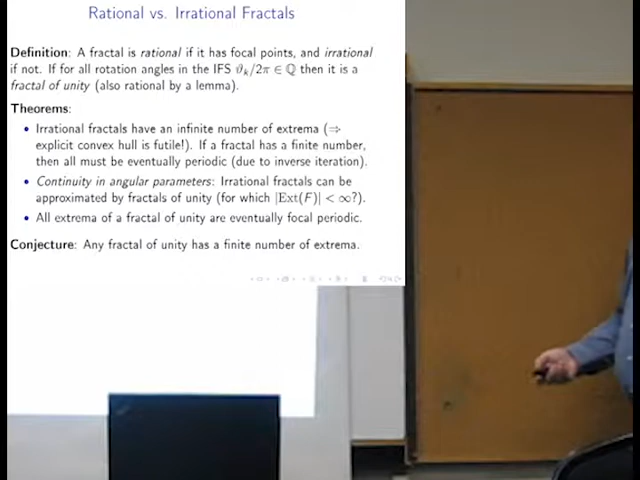 Rational vs. Irrational Fractals
Definition: A fractal is rational if it has focal points, and irrational
if not. If for all rotation angles in the IFS ϑₖ/2π ∈ ℚ then it is a
fractal of unity (also rational by a lemma).
Theorems:
• Irrational fractals have an infinite number of extrema (⇒
explicit convex hull is futile!). If a fractal has a finite number,
then all must be eventually periodic (due to inverse iteration).
• Continuity in angular parameters: Irrational fractals can be
approximated by fractals of unity (for which |Ext(F)| < ∞?).
• All extrema of a fractal of unity are eventually focal periodic.
Conjecture: Any fractal of unity has a finite number of extrema.